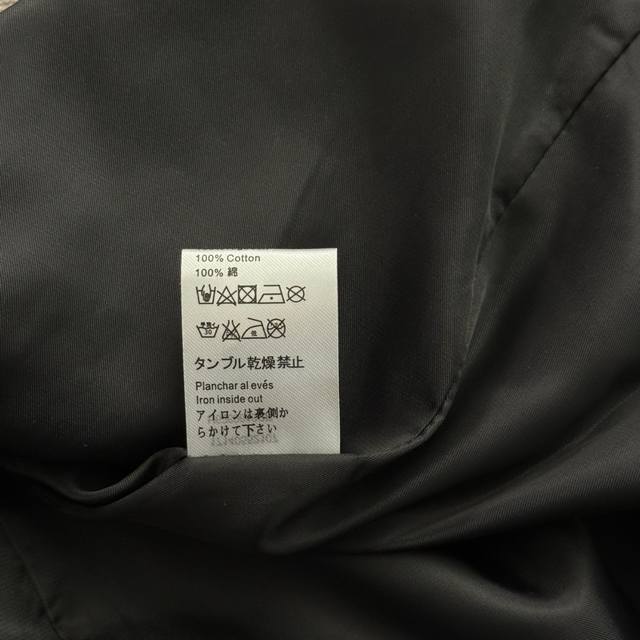 100% Cotton
100% 綿
タンブル乾燥禁止
Planchar al evés
Iron inside out
アイロンは裏側か
らかけて下さい